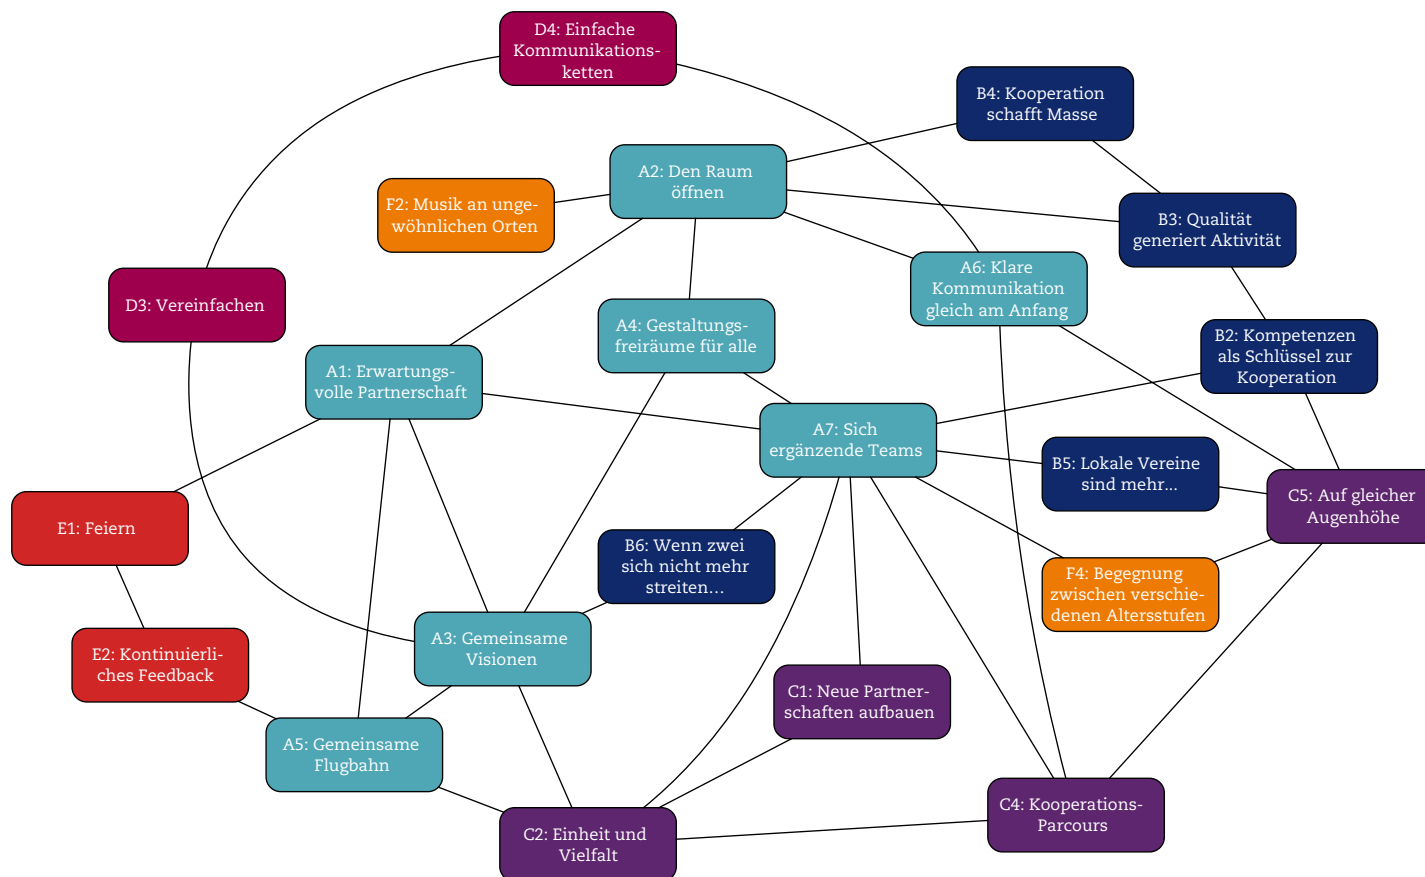 D4: Einfache
Kommunikations-
ketten
B4: Kooperation
schafft Masse
A2: Den Raum
öffnen
F2: Musik an unge-
wöhnlichen Orten
B3: Qualität
generiert Aktivität
A6: Klare
Kommunikation
gleich am Anfang
D3: Vereinfachen
A4: Gestaltungs-
freiräume für alle
B2: Kompetenzen
als Schlüssel zur
Kooperation
A1: Erwartungs-
volle Partnerschaft
A7: Sich
ergänzende Teams
B5: Lokale Vereine
sind mehr...
C5: Auf gleicher
Augenhöhe
E1: Feiern
B6: Wenn zwei
sich nicht mehr
streiten...
F4: Begegnung
zwischen verschie-
denen Altersstufen
A3: Gemeinsame
Visionen
E2: Kontinuierli-
ches Feedback
C1: Neue Partner-
schaften aufbauen
A5: Gemeinsame
Flugbahn
C4: Kooperations-
Parcours
C2: Einheit und
Vielfalt